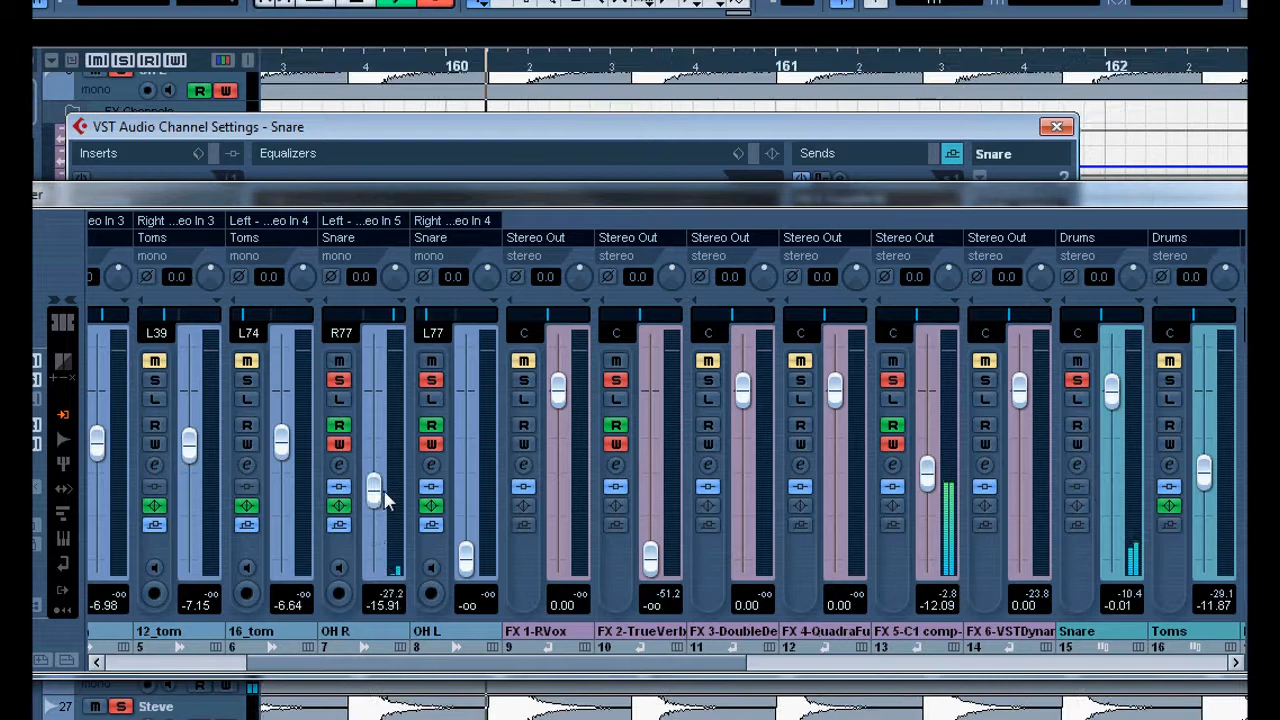 [m] [S] [R] [W]
3 4 160 2 3 4 161 2 3 4 162 2
mono R W
FX Channels
VST Audio Channel Settings - Snare
Inserts Equalizers Sends Snare
er
eo In 3 Right ...eo In 3 Left - ...eo In 4 Left - ...eo In 5 Right ...eo In 4
Toms Toms Snare Snare Stereo Out Stereo Out Stereo Out Stereo Out Stereo Out Stereo Out Drums Drums
mono mono mono mono stereo stereo stereo stereo stereo stereo stereo stereo
0.0 0.0 0.0 0.0 0.0 0.0 0.0 0.0 0.0 0.0 0.0 0.0
L39 L74 R77 L77 C C C C C C C C
m m m m m m m m m m m m
S S S S S S S S S S S S
L L L L L L L L L L L L
R R R R R R R R R R R R
W W W W W W W W W W W W
e e e e e e e e e e e e
-oo -oo -oo -27.2 -oo -oo -51.2 -oo -oo -2.8 -23.8 -10.4 -29.1
-6.98 -7.15 -6.64 -15.91 -oo 0.00 -oo 0.00 0.00 -12.09 0.00 -0.01 -11.87
12_tom 16_tom OH R OH L FX 1-RVox FX 2-TrueVerb FX 3-DoubleDe FX 4-QuadraFu FX 5-C1 comp- FX 6-VSTDynar Snare Toms
5 6 7 8 9 10 11 12 13 14 15 16
mono R W
27 m S Steve